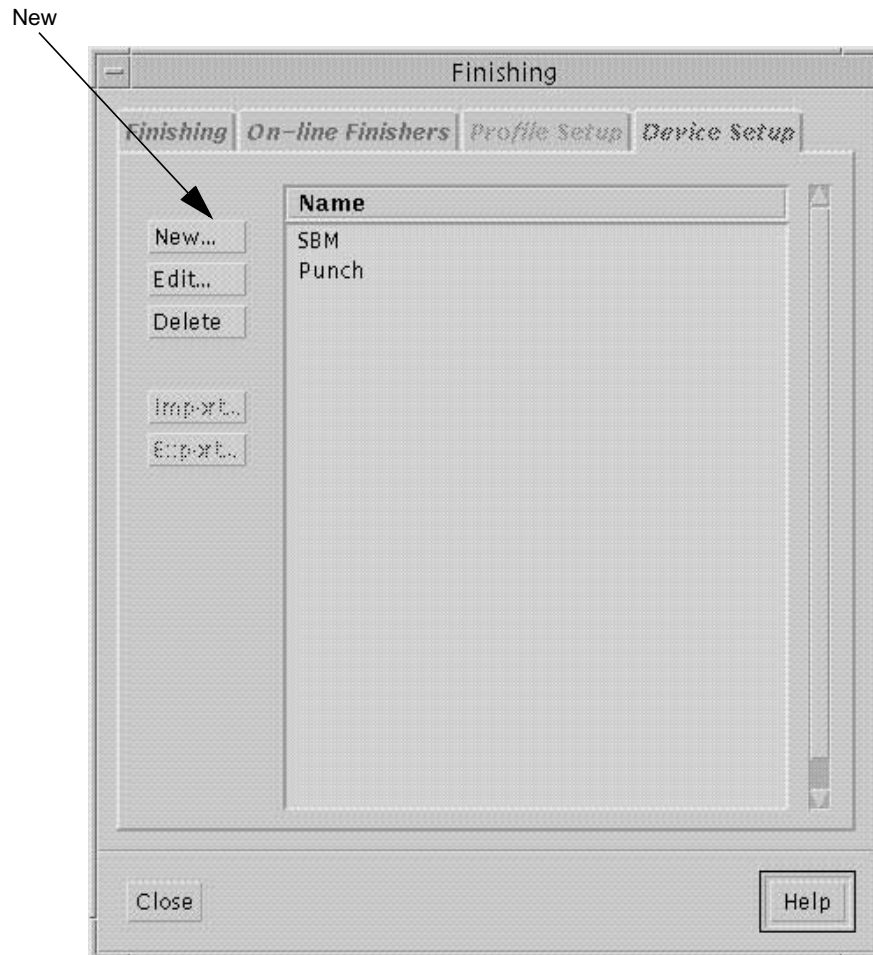 New
Finishing
Finishing On-line Finishers Profile Setup Device Setup
Name
New...
SBM
Edit...
Punch
Delete
Import...
Export...
Close
Help